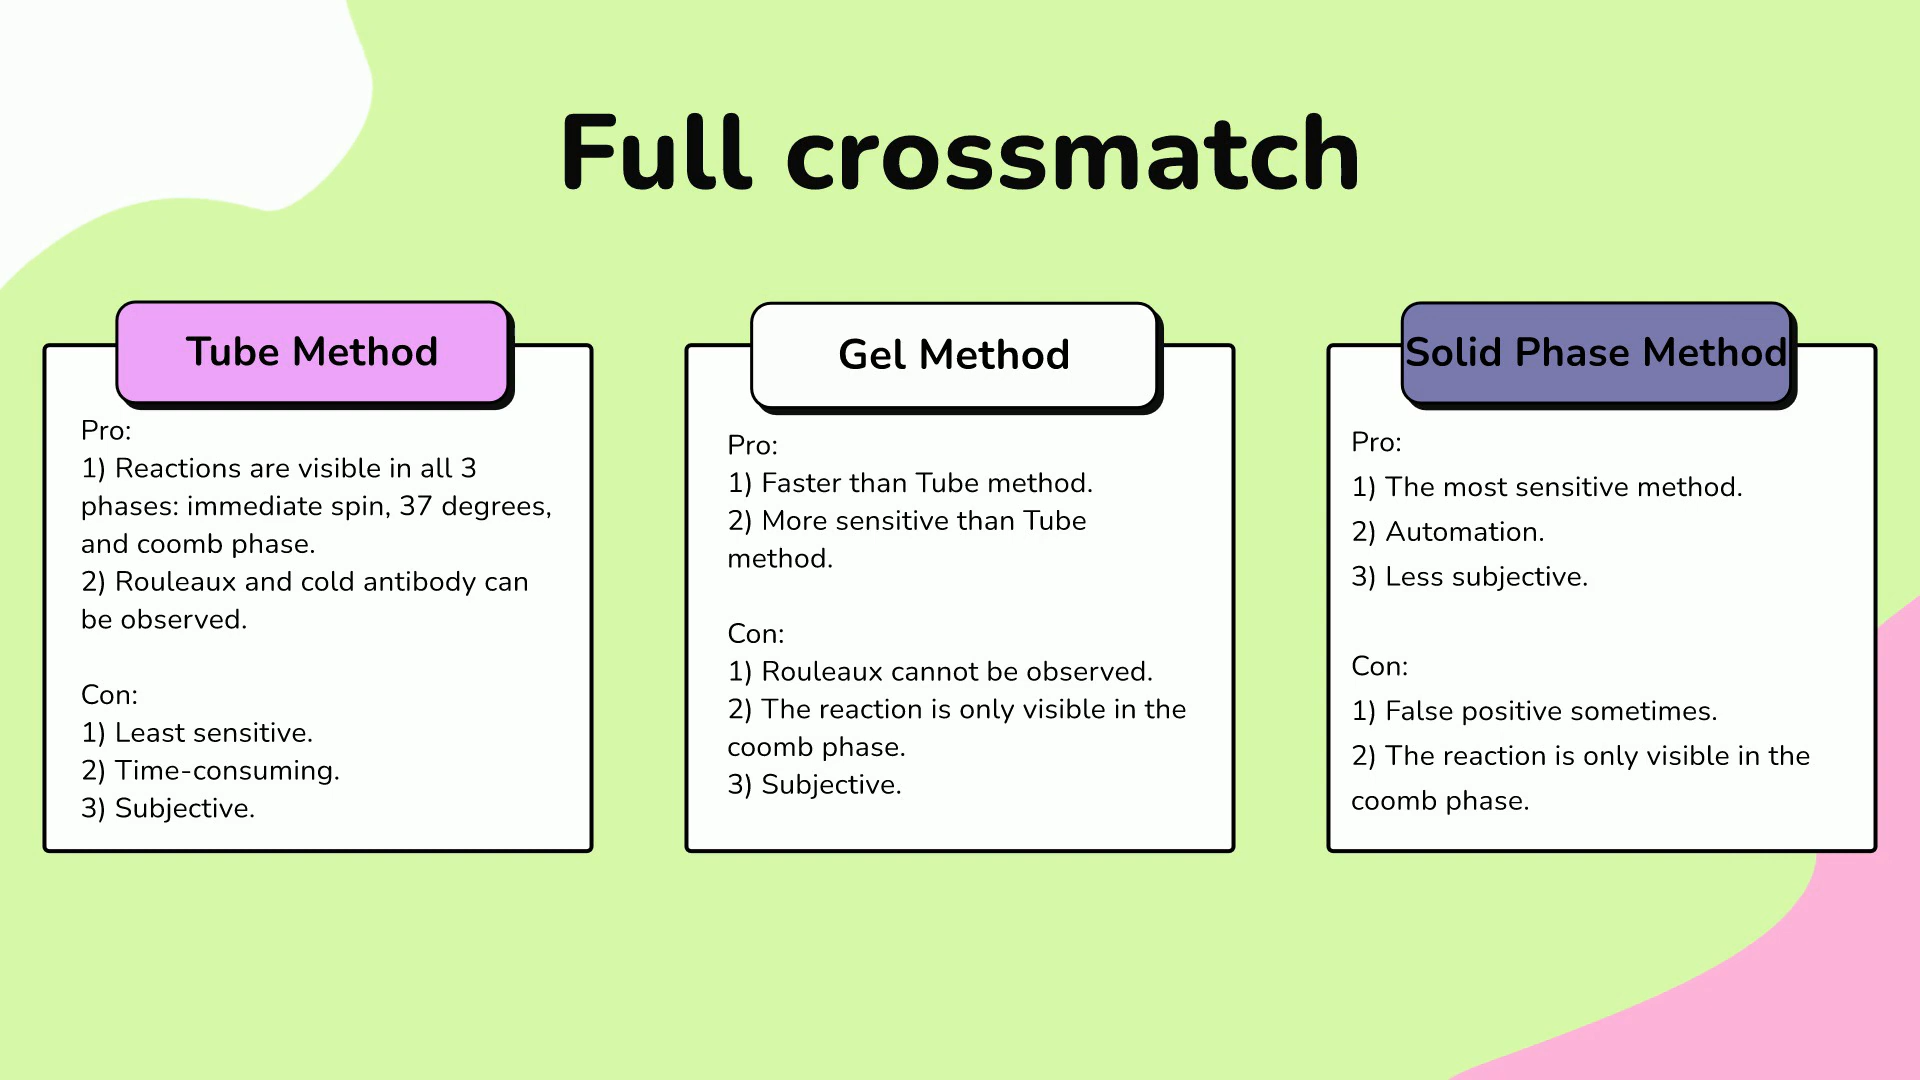 Full crossmatch
Tube Method
Pro:
1) Reactions are visible in all 3
phases: immediate spin, 37 degrees,
and coomb phase.
2) Rouleaux and cold antibody can
be observed.
Con:
1) Least sensitive.
2) Time-consuming.
3) Subjective.
Gel Method
Pro:
1) Faster than Tube method.
2) More sensitive than Tube
method.
Con:
1) Rouleaux cannot be observed.
2) The reaction is only visible in the
coomb phase.
3) Subjective.
Solid Phase Method
Pro:
1) The most sensitive method.
2) Automation.
3) Less subjective.
Con:
1) False positive sometimes.
2) The reaction is only visible in the
coomb phase.